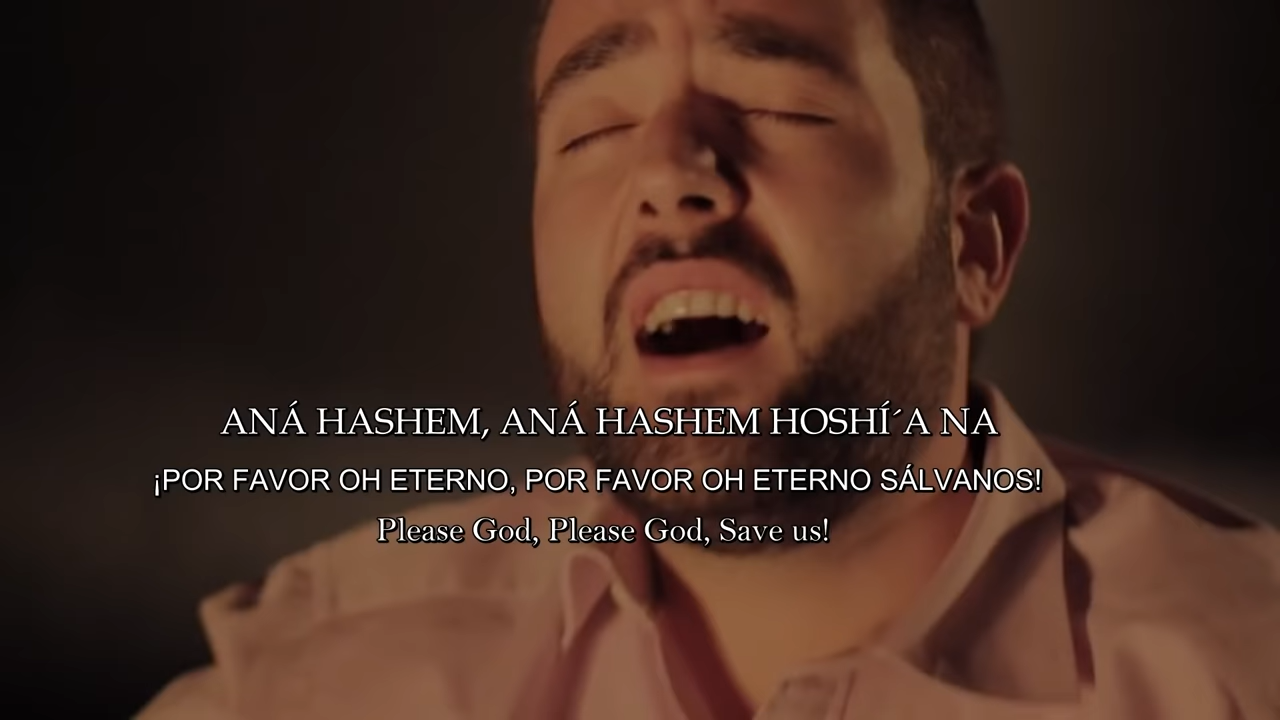 ANÁ HASHEM, ANÁ HASHEM HOSHÍ´A NA
¡POR FAVOR OH ETERNO, POR FAVOR OH ETERNO SÁLVANOS!
Please God, Please God, Save us!